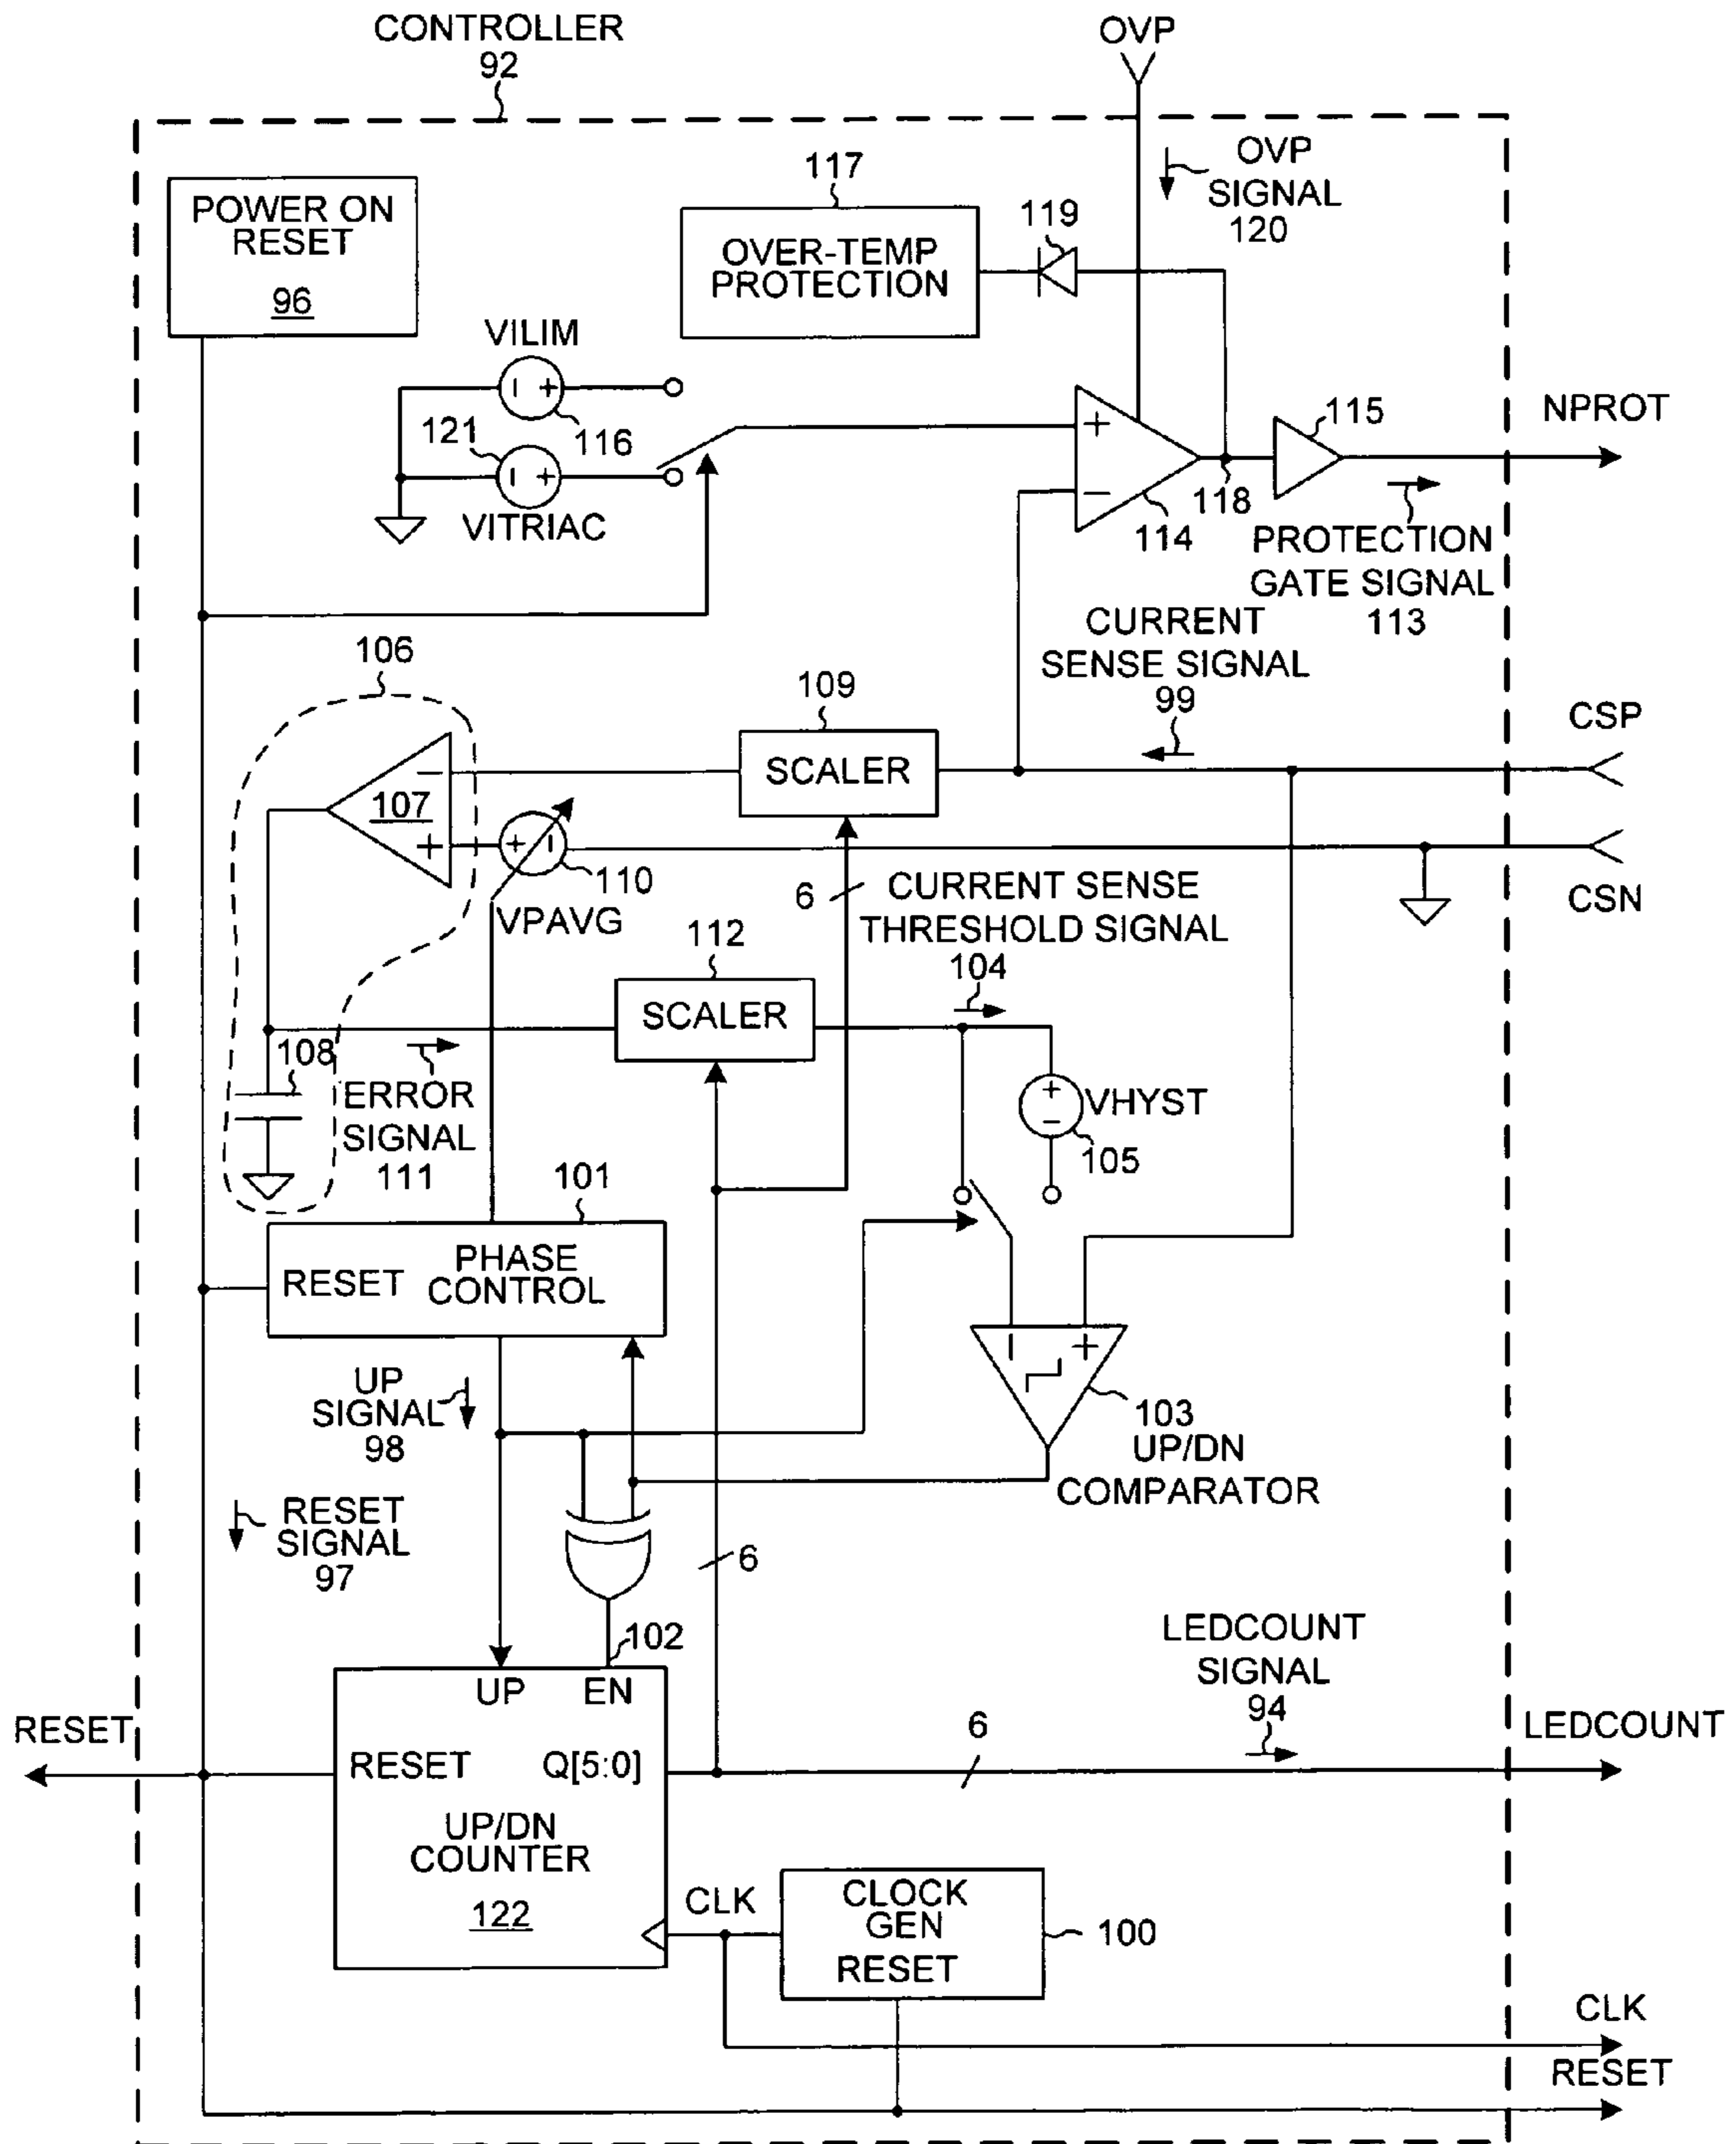 CONTROLLER
92
OVP
OVP
SIGNAL
120
117
119
POWER ON
RESET
96
OVER-TEMP
PROTECTION
VILIM
- +
116
121
- +
VITRIAC
+
-
114
118
115
NPROT
PROTECTION
GATE SIGNAL
113
CURRENT
SENSE SIGNAL
99
106
109
SCALER
CSP
-
107
+
+ -
110
VPAVG
CSN
6
CURRENT SENSE
THRESHOLD SIGNAL
104
112
SCALER
108
ERROR
SIGNAL
111
+
-
VHYST
105
101
RESET
PHASE
CONTROL
- +
103
UP/DN
COMPARATOR
UP
SIGNAL
98
RESET
SIGNAL
97
6
102
UP EN
LEDCOUNT
SIGNAL
94
RESET
RESET Q[5:0]
6
LEDCOUNT
UP/DN
COUNTER
122
CLK
CLOCK
GEN
RESET
100
CLK
RESET